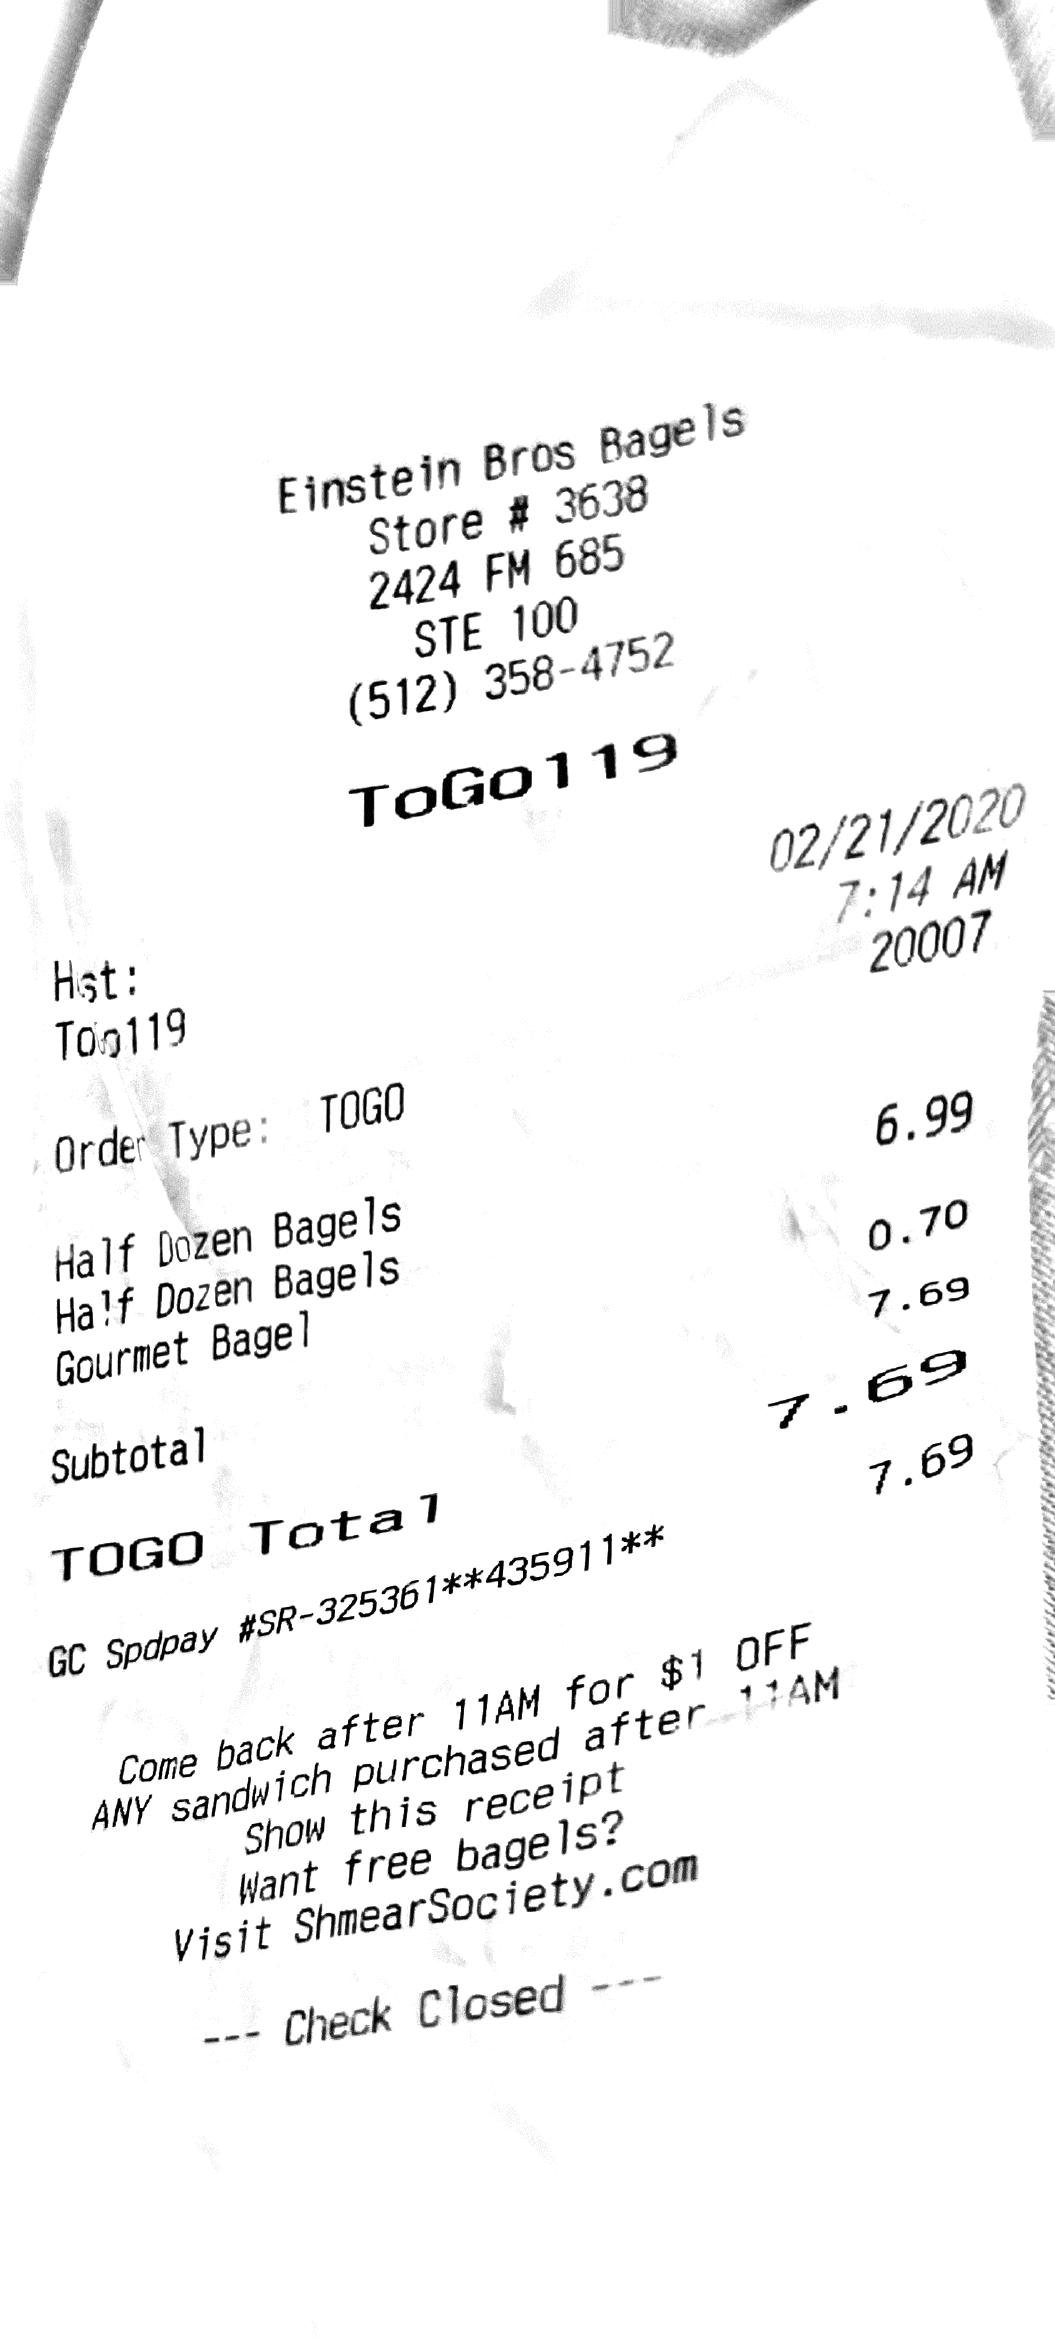 Einstein Bros Bagels
Store # 3638
2424 FM 685
STE 100
(512) 358-4752
ToGo119
02/21/2020
Hst: 7:14 AM
119 20007
Order Type: TOGO
Half Dozen Bagels 6.99
Half Dozen Bagels
Gourmet Bagel 0.70
Subtotal 7.69
TOGO Total 7.69
GC Spdpay #SR-325361**435911** 7.69
Come back after 11AM for $1 OFF
ANY sandwich purchased after 11AM
Show this receipt
Want free bagels?
Visit ShmearSociety.com
--- Check Closed ---